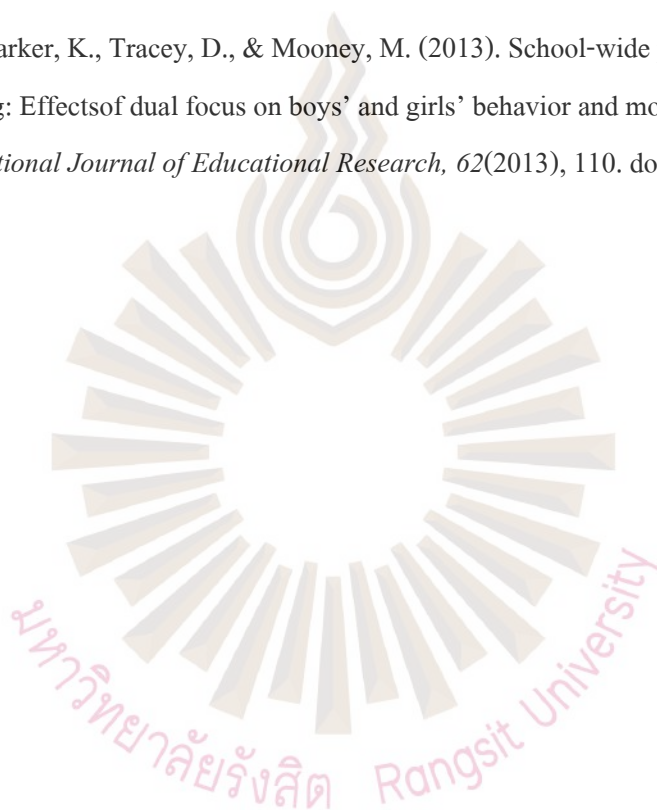 arker, K., Tracey, D., & Mooney, M. (2013). School-wide
: Effectsof dual focus on boys’ and girls’ behavior and mo
tional Journal of Educational Research, 62(2013), 110. do
มหาวิทยาลัยรังสิต Rangsit University